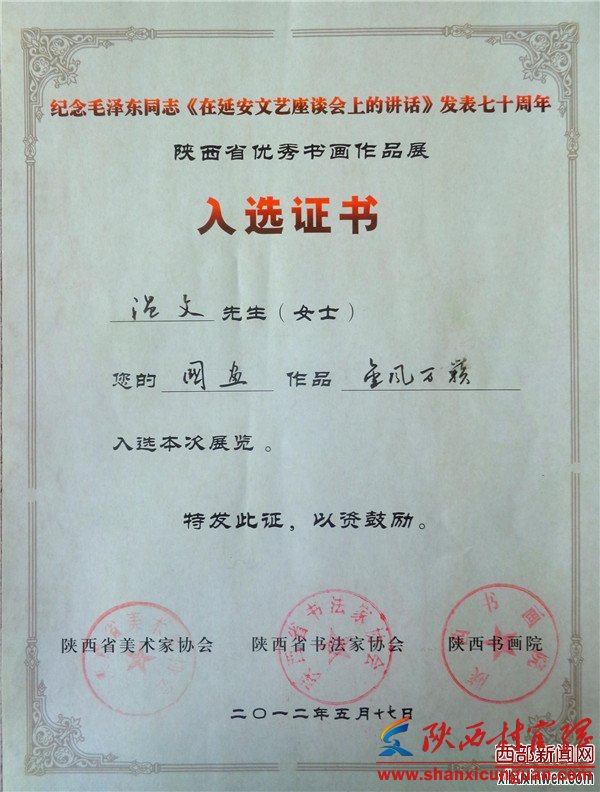 纪念毛泽东同志《在延安文艺座谈会上的讲话》发表七十周年
陕西省优秀书画作品展
入选证书
温文 先生（女士）
您的 國画 作品 金风万
入选本次展览。
特发此证，以资鼓励。
陕西省美术家协会 陕西省书法家协会 陕西书画院
二〇一二年五月十七日
陕西村官网
www.shanxicunguan.com
西部新闻网